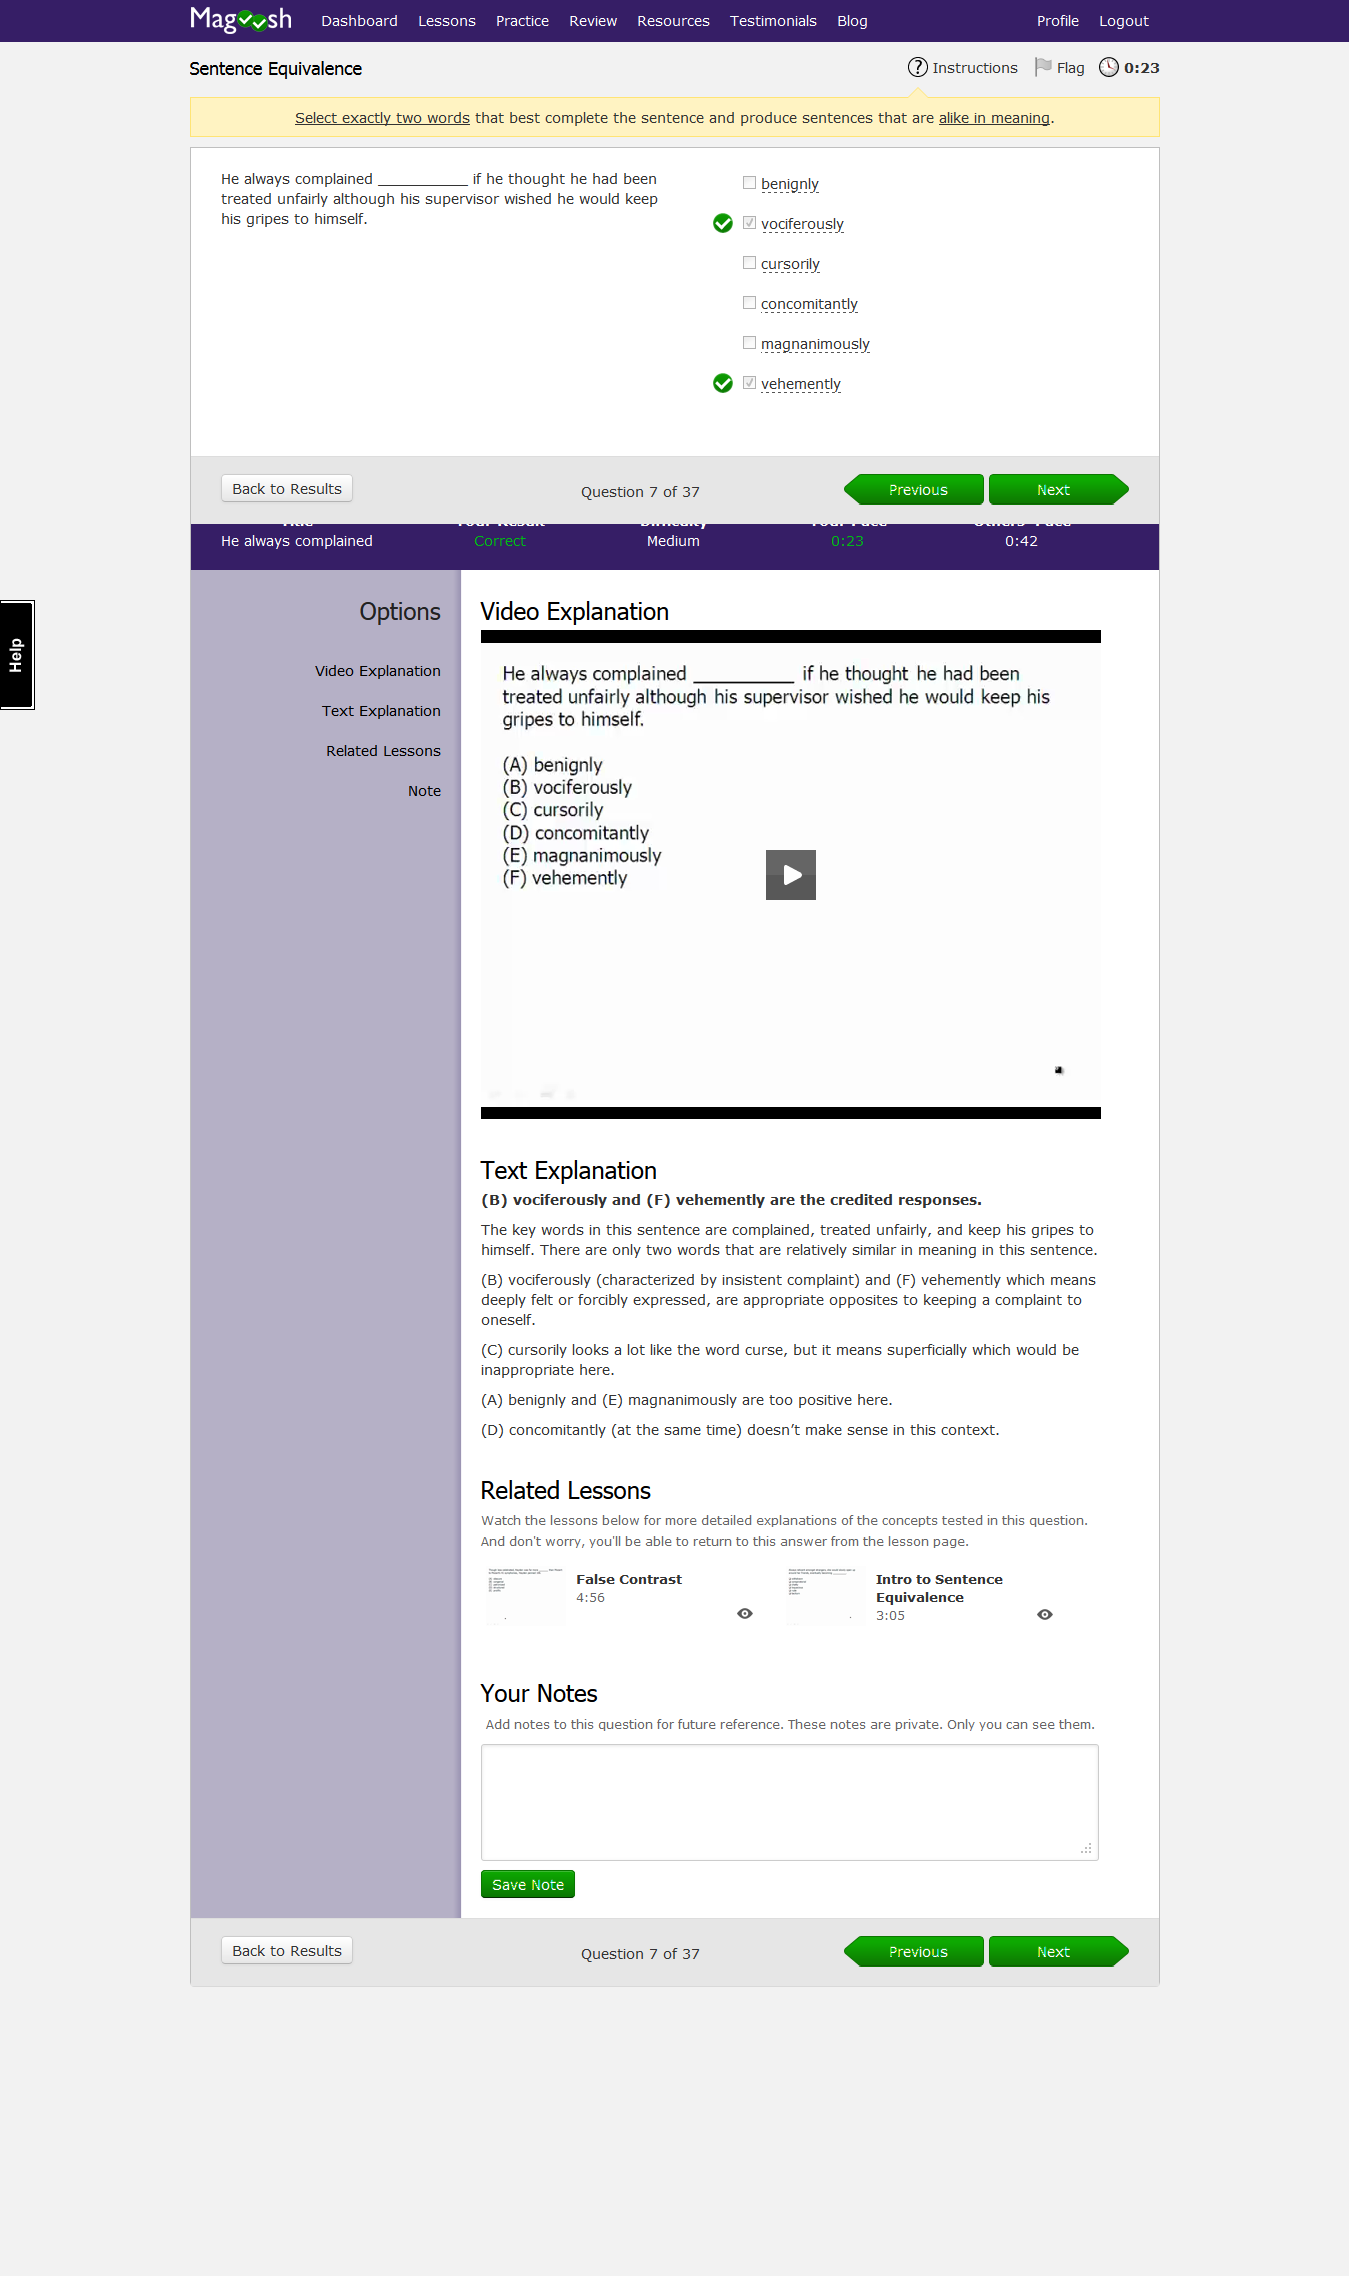 Magoosh Dashboard Lessons Practice Review Resources Testimonials Blog Profile Logout
Sentence Equivalence
Instructions Flag 0:23
Select exactly two words that best complete the sentence and produce sentences that are alike in meaning.
He always complained ____________ if he thought he had been
treated unfairly although his supervisor wished he would keep
his gripes to himself.
benignly
vociferously
cursorily
concomitantly
magnanimously
vehemently
Back to Results Question 7 of 37 Previous Next
Title Your Result Difficulty Your Pace Others' Pace
He always complained Correct Medium 0:23 0:42
Help
Options
Video Explanation
Text Explanation
Related Lessons
Note
Video Explanation
He always complained __________ if he thought he had been
treated unfairly although his supervisor wished he would keep his
gripes to himself.
(A) benignly
(B) vociferously
(C) cursorily
(D) concomitantly
(E) magnanimously
(F) vehemently
Text Explanation
(B) vociferously and (F) vehemently are the credited responses.
The key words in this sentence are complained, treated unfairly, and keep his gripes to
himself. There are only two words that are relatively similar in meaning in this sentence.
(B) vociferously (characterized by insistent complaint) and (F) vehemently which means
deeply felt or forcibly expressed, are appropriate opposites to keeping a complaint to
oneself.
(C) cursorily looks a lot like the word curse, but it means superficially which would be
inappropriate here.
(A) benignly and (E) magnanimously are too positive here.
(D) concomitantly (at the same time) doesn't make sense in this context.
Related Lessons
Watch the lessons below for more detailed explanations of the concepts tested in this question.
And don't worry, you'll be able to return to this answer from the lesson page.
False Contrast
4:56
Intro to Sentence
Equivalence
3:05
Your Notes
Add notes to this question for future reference. These notes are private. Only you can see them.
Save Note
Back to Results Question 7 of 37 Previous Next